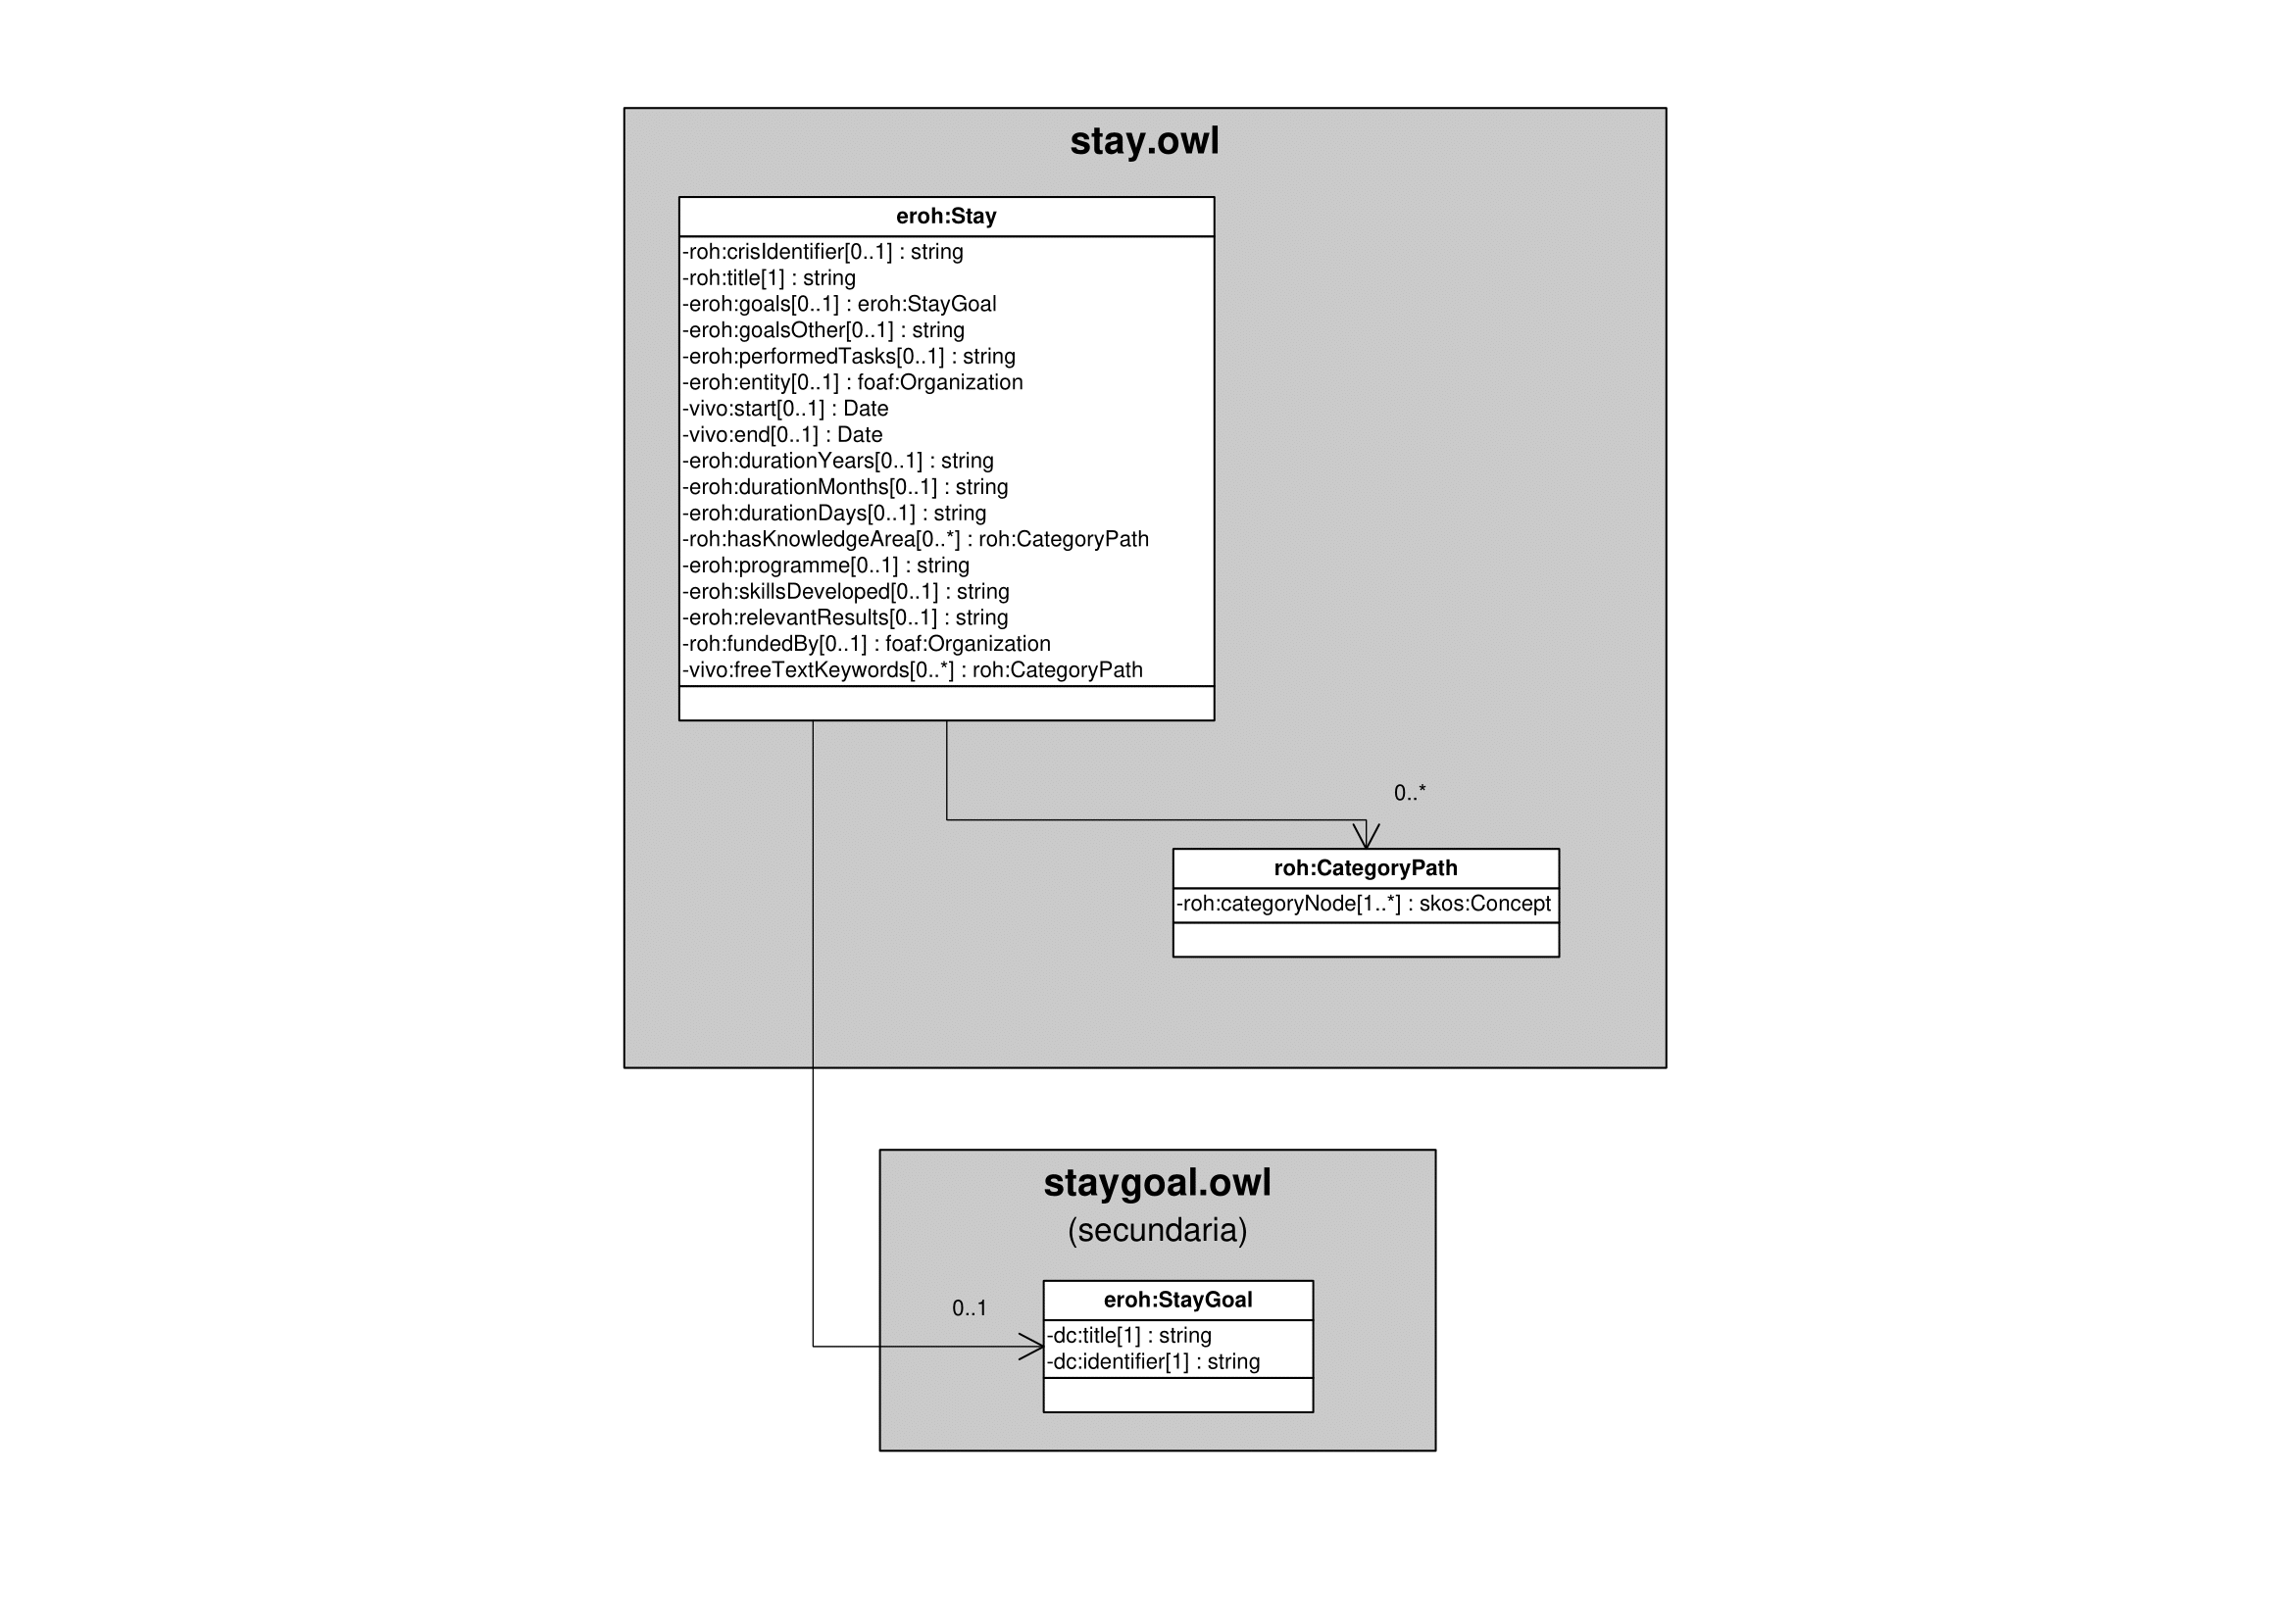 stay.owl
eroh:Stay
-roh:crisIdentifier[0..1] : string
-roh:title[1] : string
-eroh:goals[0..1] : eroh:StayGoal
-eroh:goalsOther[0..1] : string
-eroh:performedTasks[0..1] : string
-eroh:entity[0..1] : foaf:Organization
-vivo:start[0..1] : Date
-vivo:end[0..1] : Date
-eroh:durationYears[0..1] : string
-eroh:durationMonths[0..1] : string
-eroh:durationDays[0..1] : string
-roh:hasKnowledgeArea[0..*] : roh:CategoryPath
-eroh:programme[0..1] : string
-eroh:skillsDeveloped[0..1] : string
-eroh:relevantResults[0..1] : string
-roh:fundedBy[0..1] : foaf:Organization
-vivo:freeTextKeywords[0..*] : roh:CategoryPath
0..*
roh:CategoryPath
-roh:categoryNode[1..*] : skos:Concept
staygoal.owl
(secundaria)
0..1
eroh:StayGoal
-dc:title[1] : string
-dc:identifier[1] : string